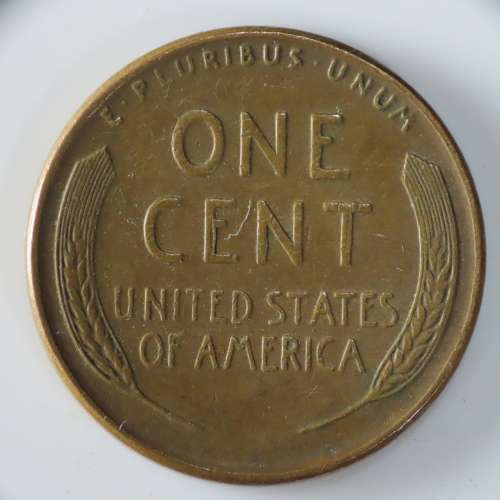 E · PLURIBUS · UNUM
ONE
CENT
UNITED STATES
OF AMERICA